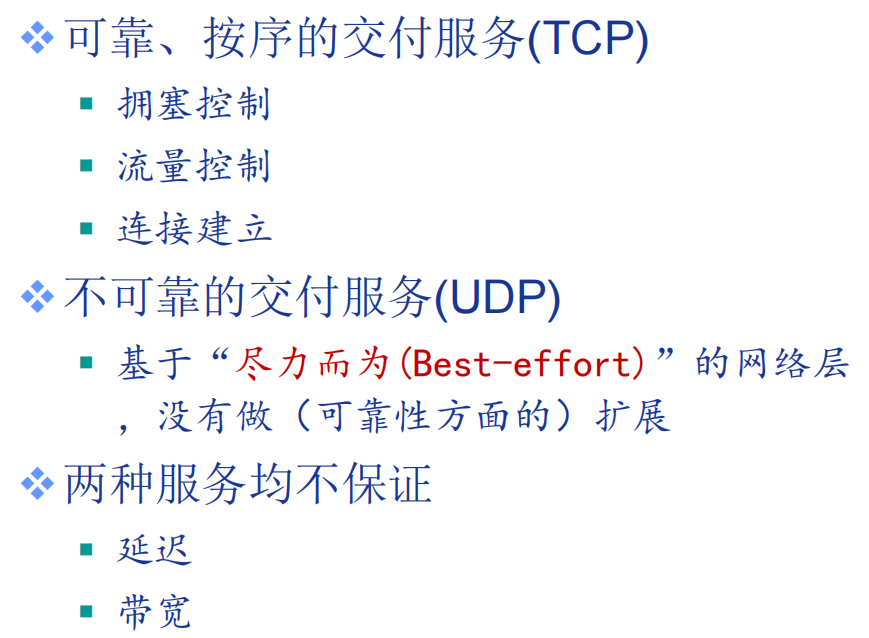 可靠、按序的交付服务(TCP)
拥塞控制
流量控制
连接建立
不可靠的交付服务(UDP)
基于“尽力而为(Best-effort)”的网络层
，没有做（可靠性方面的）扩展
两种服务均不保证
延迟
带宽